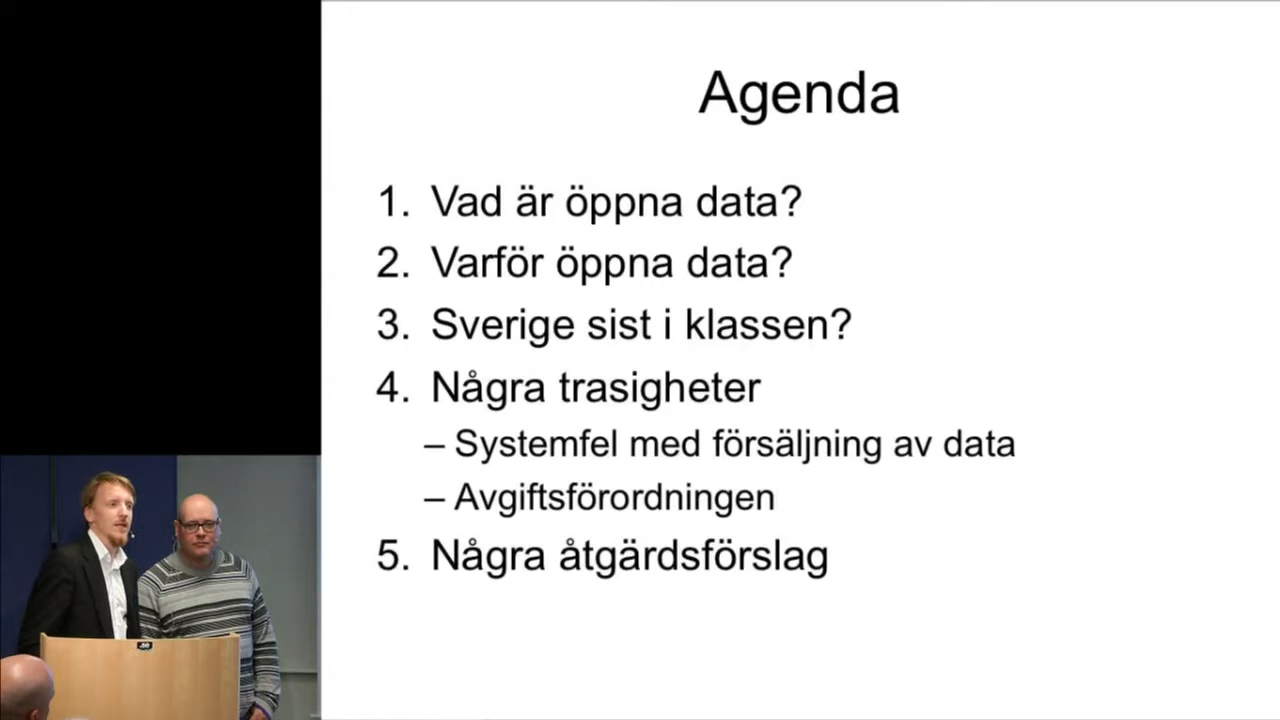 Agenda
1. Vad är öppna data?
2. Varför öppna data?
3. Sverige sist i klassen?
4. Några trasigheter
– Systemfel med försäljning av data
– Avgiftsförordningen
5. Några åtgärdsförslag
.se